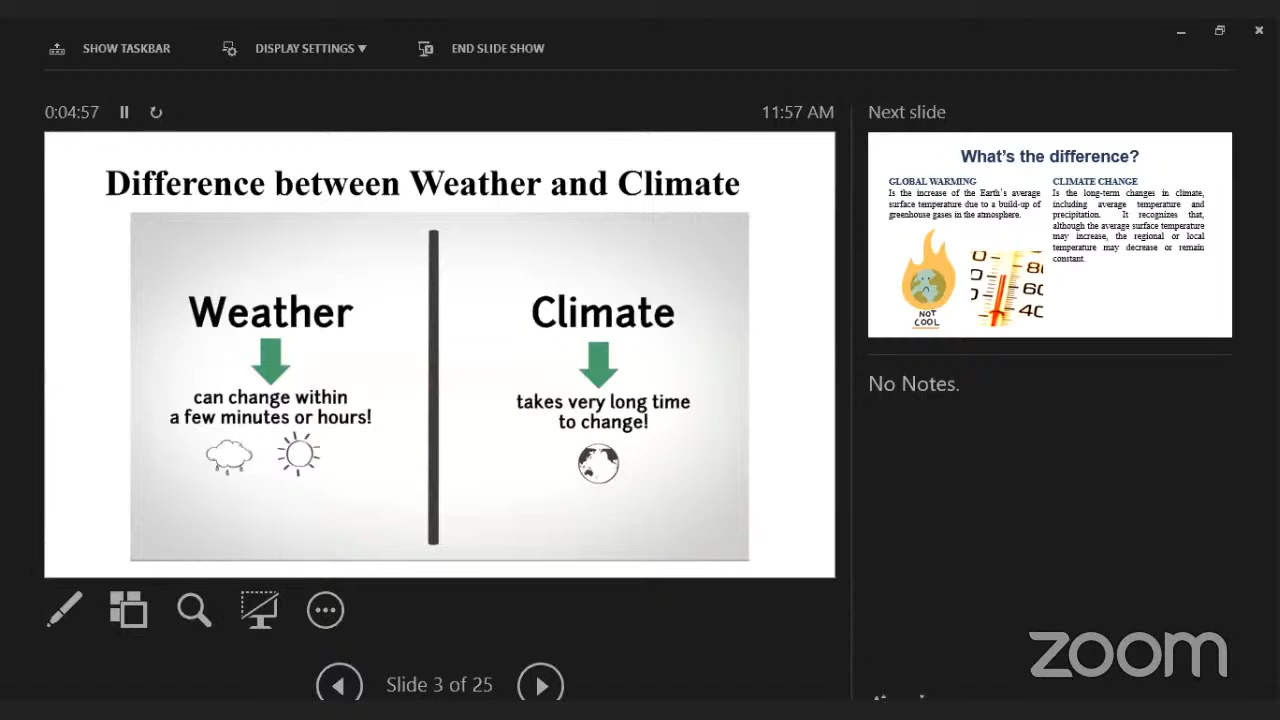 SHOW TASKBAR DISPLAY SETTINGS ▼ END SLIDE SHOW
0:04:57 11:57 AM
Difference between Weather and Climate
Weather
can change within
a few minutes or hours!
Climate
takes very long time
to change!
Next slide
What's the difference?
GLOBAL WARMING
Is the increase of the Earth's average
surface temperature due to a build-up of
greenhouse gases in the atmosphere.
CLIMATE CHANGE
Is the long-term changes in climate,
including average temperature and
precipitation. It recognizes that,
although the average surface temperature
may increase, the regional or local
temperature may decrease or remain
constant.
NOT
COOL
60
40
No Notes.
Slide 3 of 25
zoom